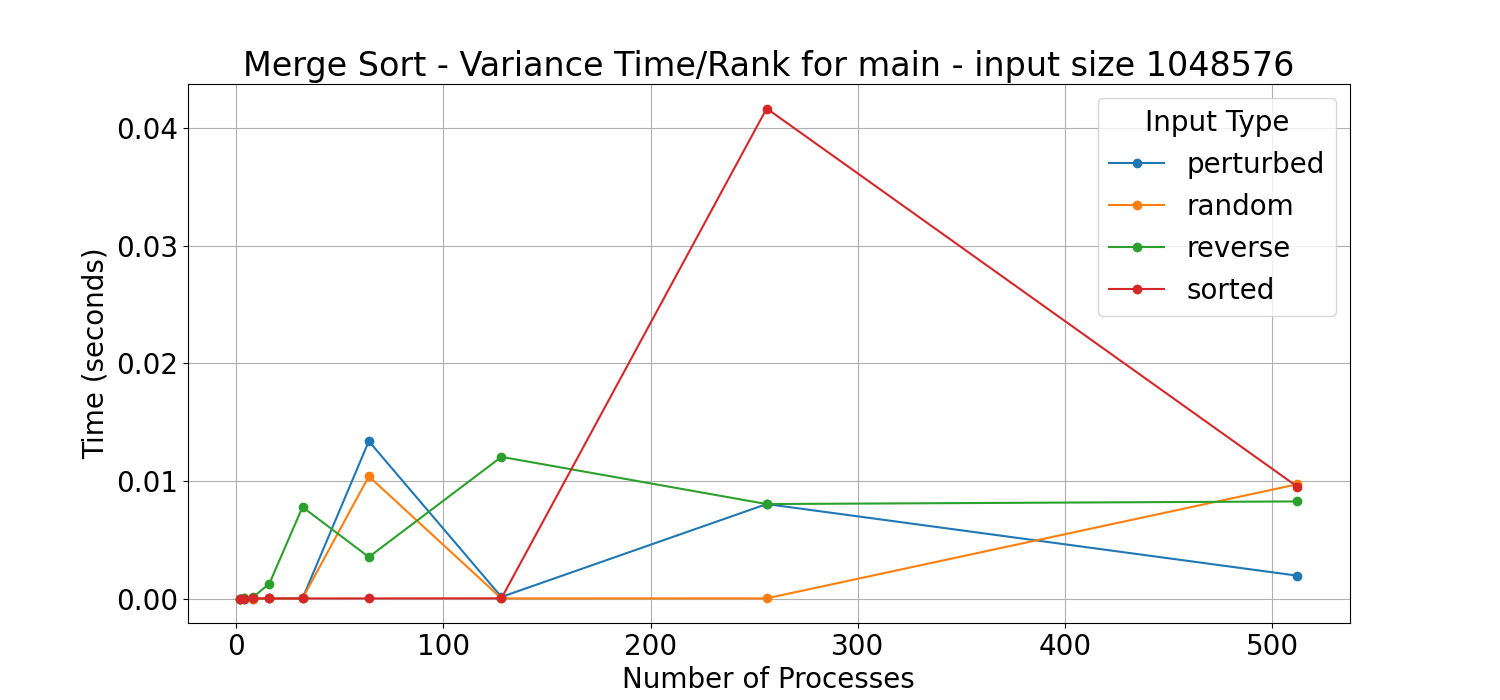 Merge Sort - Variance Time/Rank for main - input size 1048576
Input Type
perturbed
random
reverse
sorted
Time (seconds)
0.04
0.03
0.02
0.01
0.00
0 100 200 300 400 500
Number of Processes